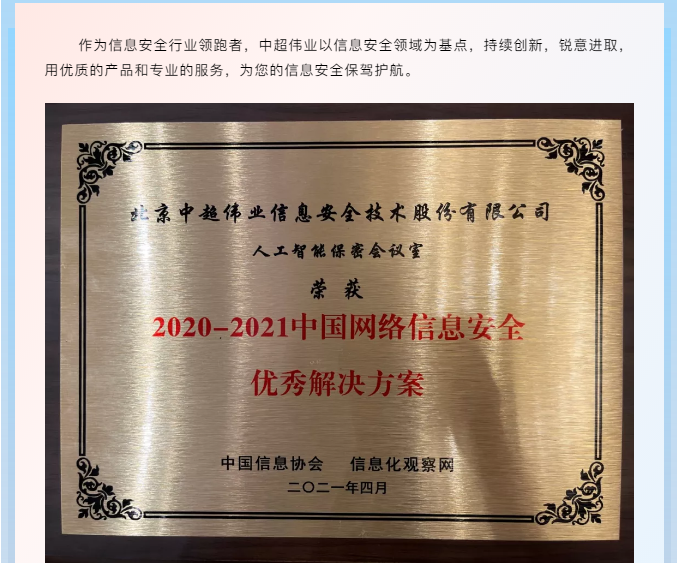 作为信息安全行业领跑者，中超伟业以信息安全领域为基点，持续创新，锐意进取，
用优质的产品和专业的服务，为您的信息安全保驾护航。
北京中超伟业信息安全技术股份有限公司
人工智能保密会议室
荣获
2020-2021中国网络信息安全
优秀解决方案
中国信息协会 信息化观察网
二〇二一年四月